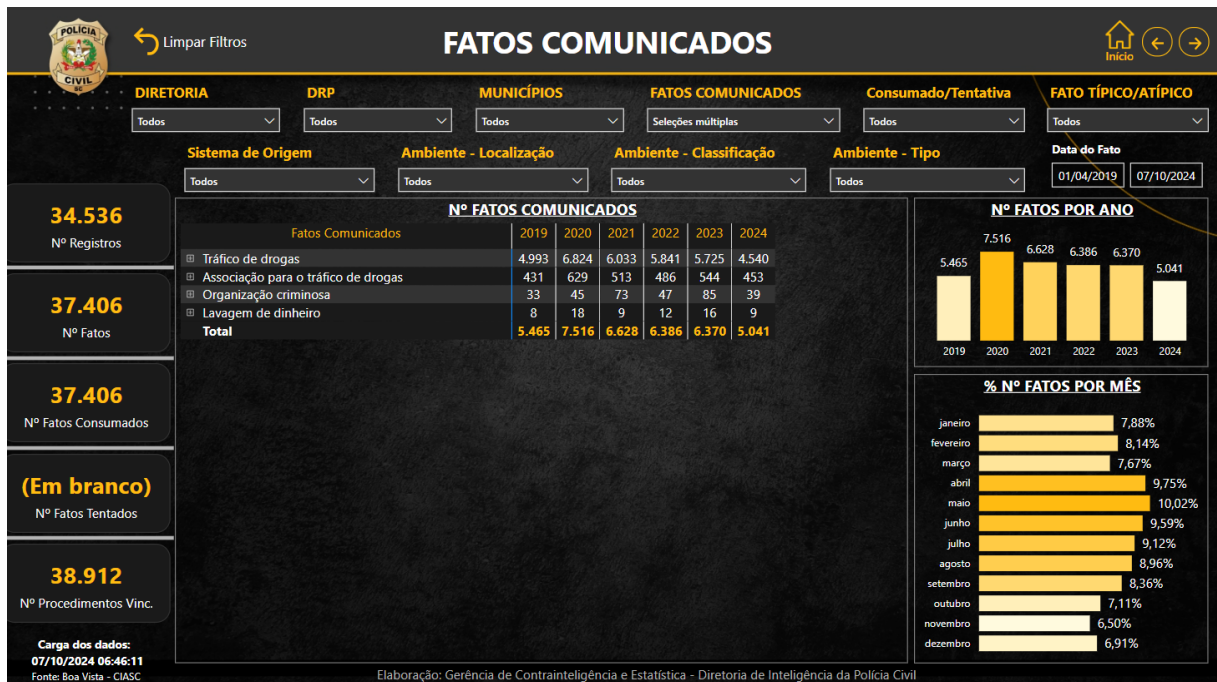 POLÍCIA
CIVIL
SC
Limpar Filtros
FATOS COMUNICADOS
Início
DIRETORIA
DRP
MUNICÍPIOS
FATOS COMUNICADOS
Consumado/Tentativa
FATO TÍPICO/ATÍPICO
Todos
Todos
Todos
Seleções múltiplas
Todos
Todos
Sistema de Origem
Ambiente - Localização
Ambiente - Classificação
Ambiente - Tipo
Data do Fato
Todos
Todos
Todos
Todos
01/04/2019
07/10/2024
34.536
Nº Registros
37.406
Nº Fatos
37.406
Nº Fatos Consumados
(Em branco)
Nº Fatos Tentados
38.912
Nº Procedimentos Vinc.
Carga dos dados:
07/10/2024 06:46:11
Fonte: Boa Vista - CIASC
Nº FATOS COMUNICADOS
Fatos Comunicados 2019 2020 2021 2022 2023 2024
Tráfico de drogas 4.993 6.824 6.033 5.841 5.725 4.540
Associação para o tráfico de drogas 431 629 513 486 544 453
Organização criminosa 33 45 73 47 85 39
Lavagem de dinheiro 8 18 9 12 16 9
Total 5.465 7.516 6.628 6.386 6.370 5.041
Nº FATOS POR ANO
5.465 7.516 6.628 6.386 6.370 5.041
2019 2020 2021 2022 2023 2024
% Nº FATOS POR MÊS
janeiro 7,88%
fevereiro 8,14%
março 7,67%
abril 9,75%
maio 10,02%
junho 9,59%
julho 9,12%
agosto 8,96%
setembro 8,36%
outubro 7,11%
novembro 6,50%
dezembro 6,91%
Elaboração: Gerência de Contrainteligência e Estatística - Diretoria de Inteligência da Polícia Civil